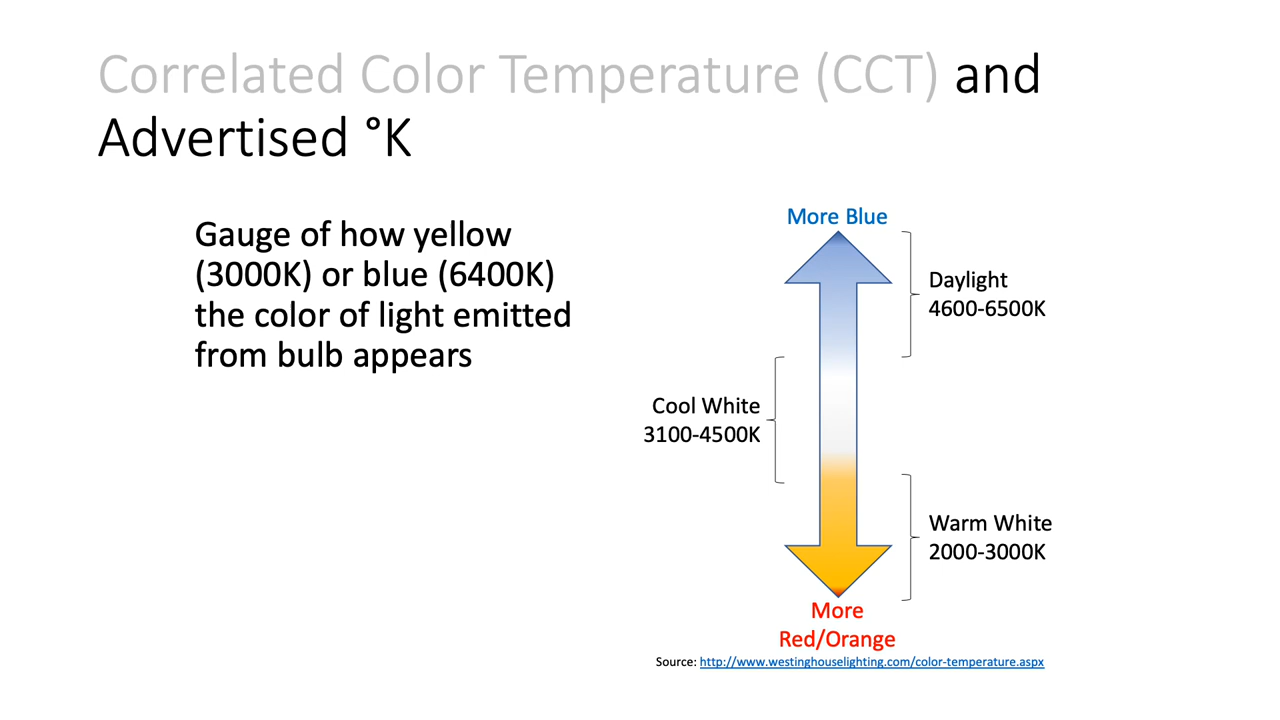 Correlated Color Temperature (CCT) and
Advertised °K
Gauge of how yellow
(3000K) or blue (6400K)
the color of light emitted
from bulb appears
More Blue
Daylight
4600-6500K
Cool White
3100-4500K
Warm White
2000-3000K
More
Red/Orange
Source: http://www.westinghouselighting.com/color-temperature.aspx